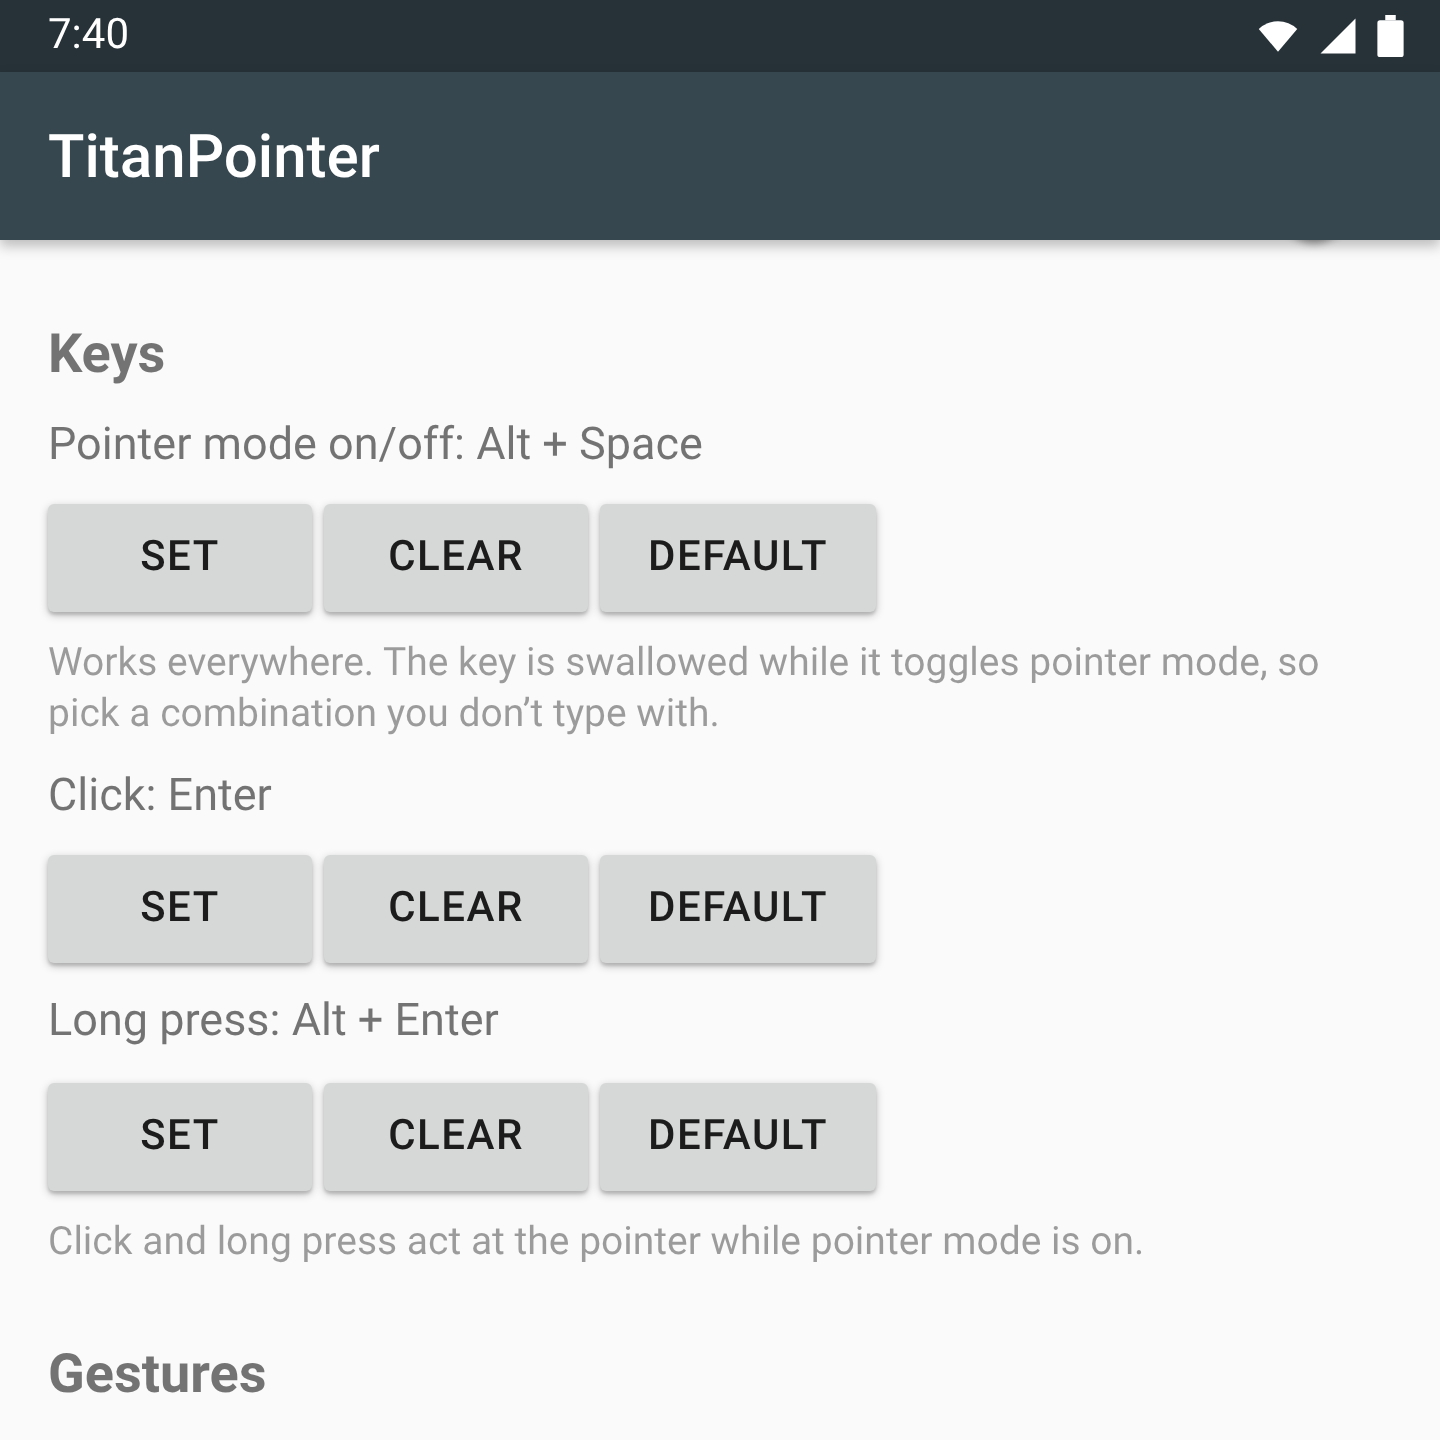 7:40
TitanPointer
Keys
Pointer mode on/off: Alt + Space
SET CLEAR DEFAULT
Works everywhere. The key is swallowed while it toggles pointer mode, so
pick a combination you don’t type with.
Click: Enter
SET CLEAR DEFAULT
Long press: Alt + Enter
SET CLEAR DEFAULT
Click and long press act at the pointer while pointer mode is on.
Gestures